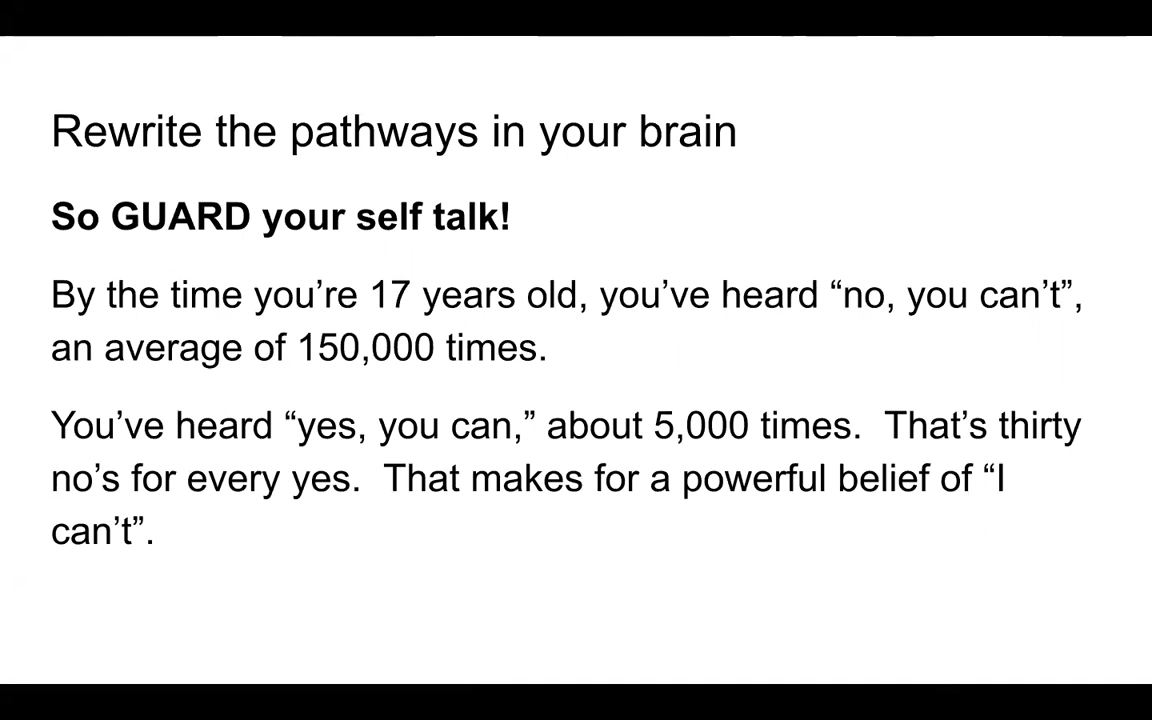 Rewrite the pathways in your brain
So GUARD your self talk!
By the time you’re 17 years old, you’ve heard “no, you can’t”,
an average of 150,000 times.
You’ve heard “yes, you can,” about 5,000 times.  That’s thirty
no’s for every yes.  That makes for a powerful belief of “I
can’t”.